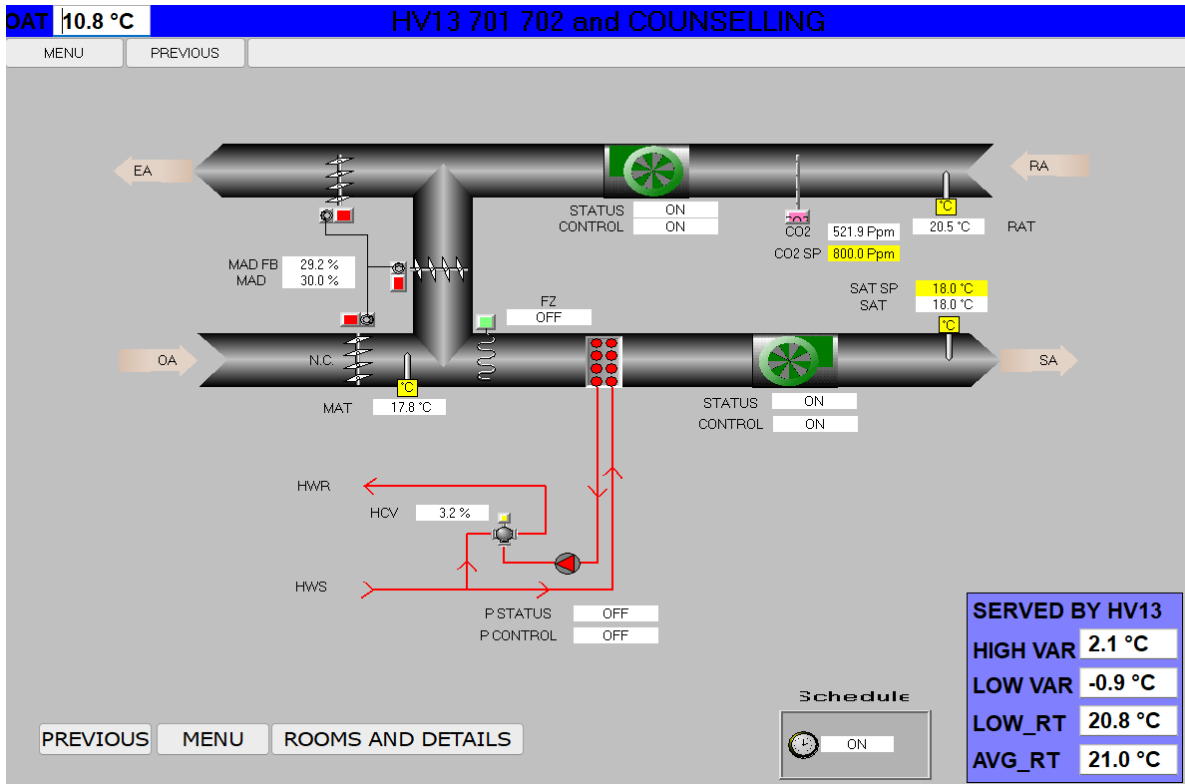 OAT 10.8 °C HV13 701 702 and COUNSELLING
MENU PREVIOUS
EA
RA
STATUS ON
CONTROL ON
CO2 521.9 Ppm
CO2 SP 800.0 Ppm
°C
20.5 °C RAT
MAD FB 29.2 %
MAD 30.0 %
FZ
OFF
SAT SP 18.0 °C
SAT 18.0 °C
°C
OA
N.C.
SA
°C
MAT 17.8 °C
STATUS ON
CONTROL ON
HWR
HCV 3.2 %
HWS
P STATUS OFF
P CONTROL OFF
SERVED BY HV13
HIGH VAR 2.1 °C
LOW VAR -0.9 °C
LOW_RT 20.8 °C
AVG_RT 21.0 °C
Schedule
ON
PREVIOUS MENU ROOMS AND DETAILS